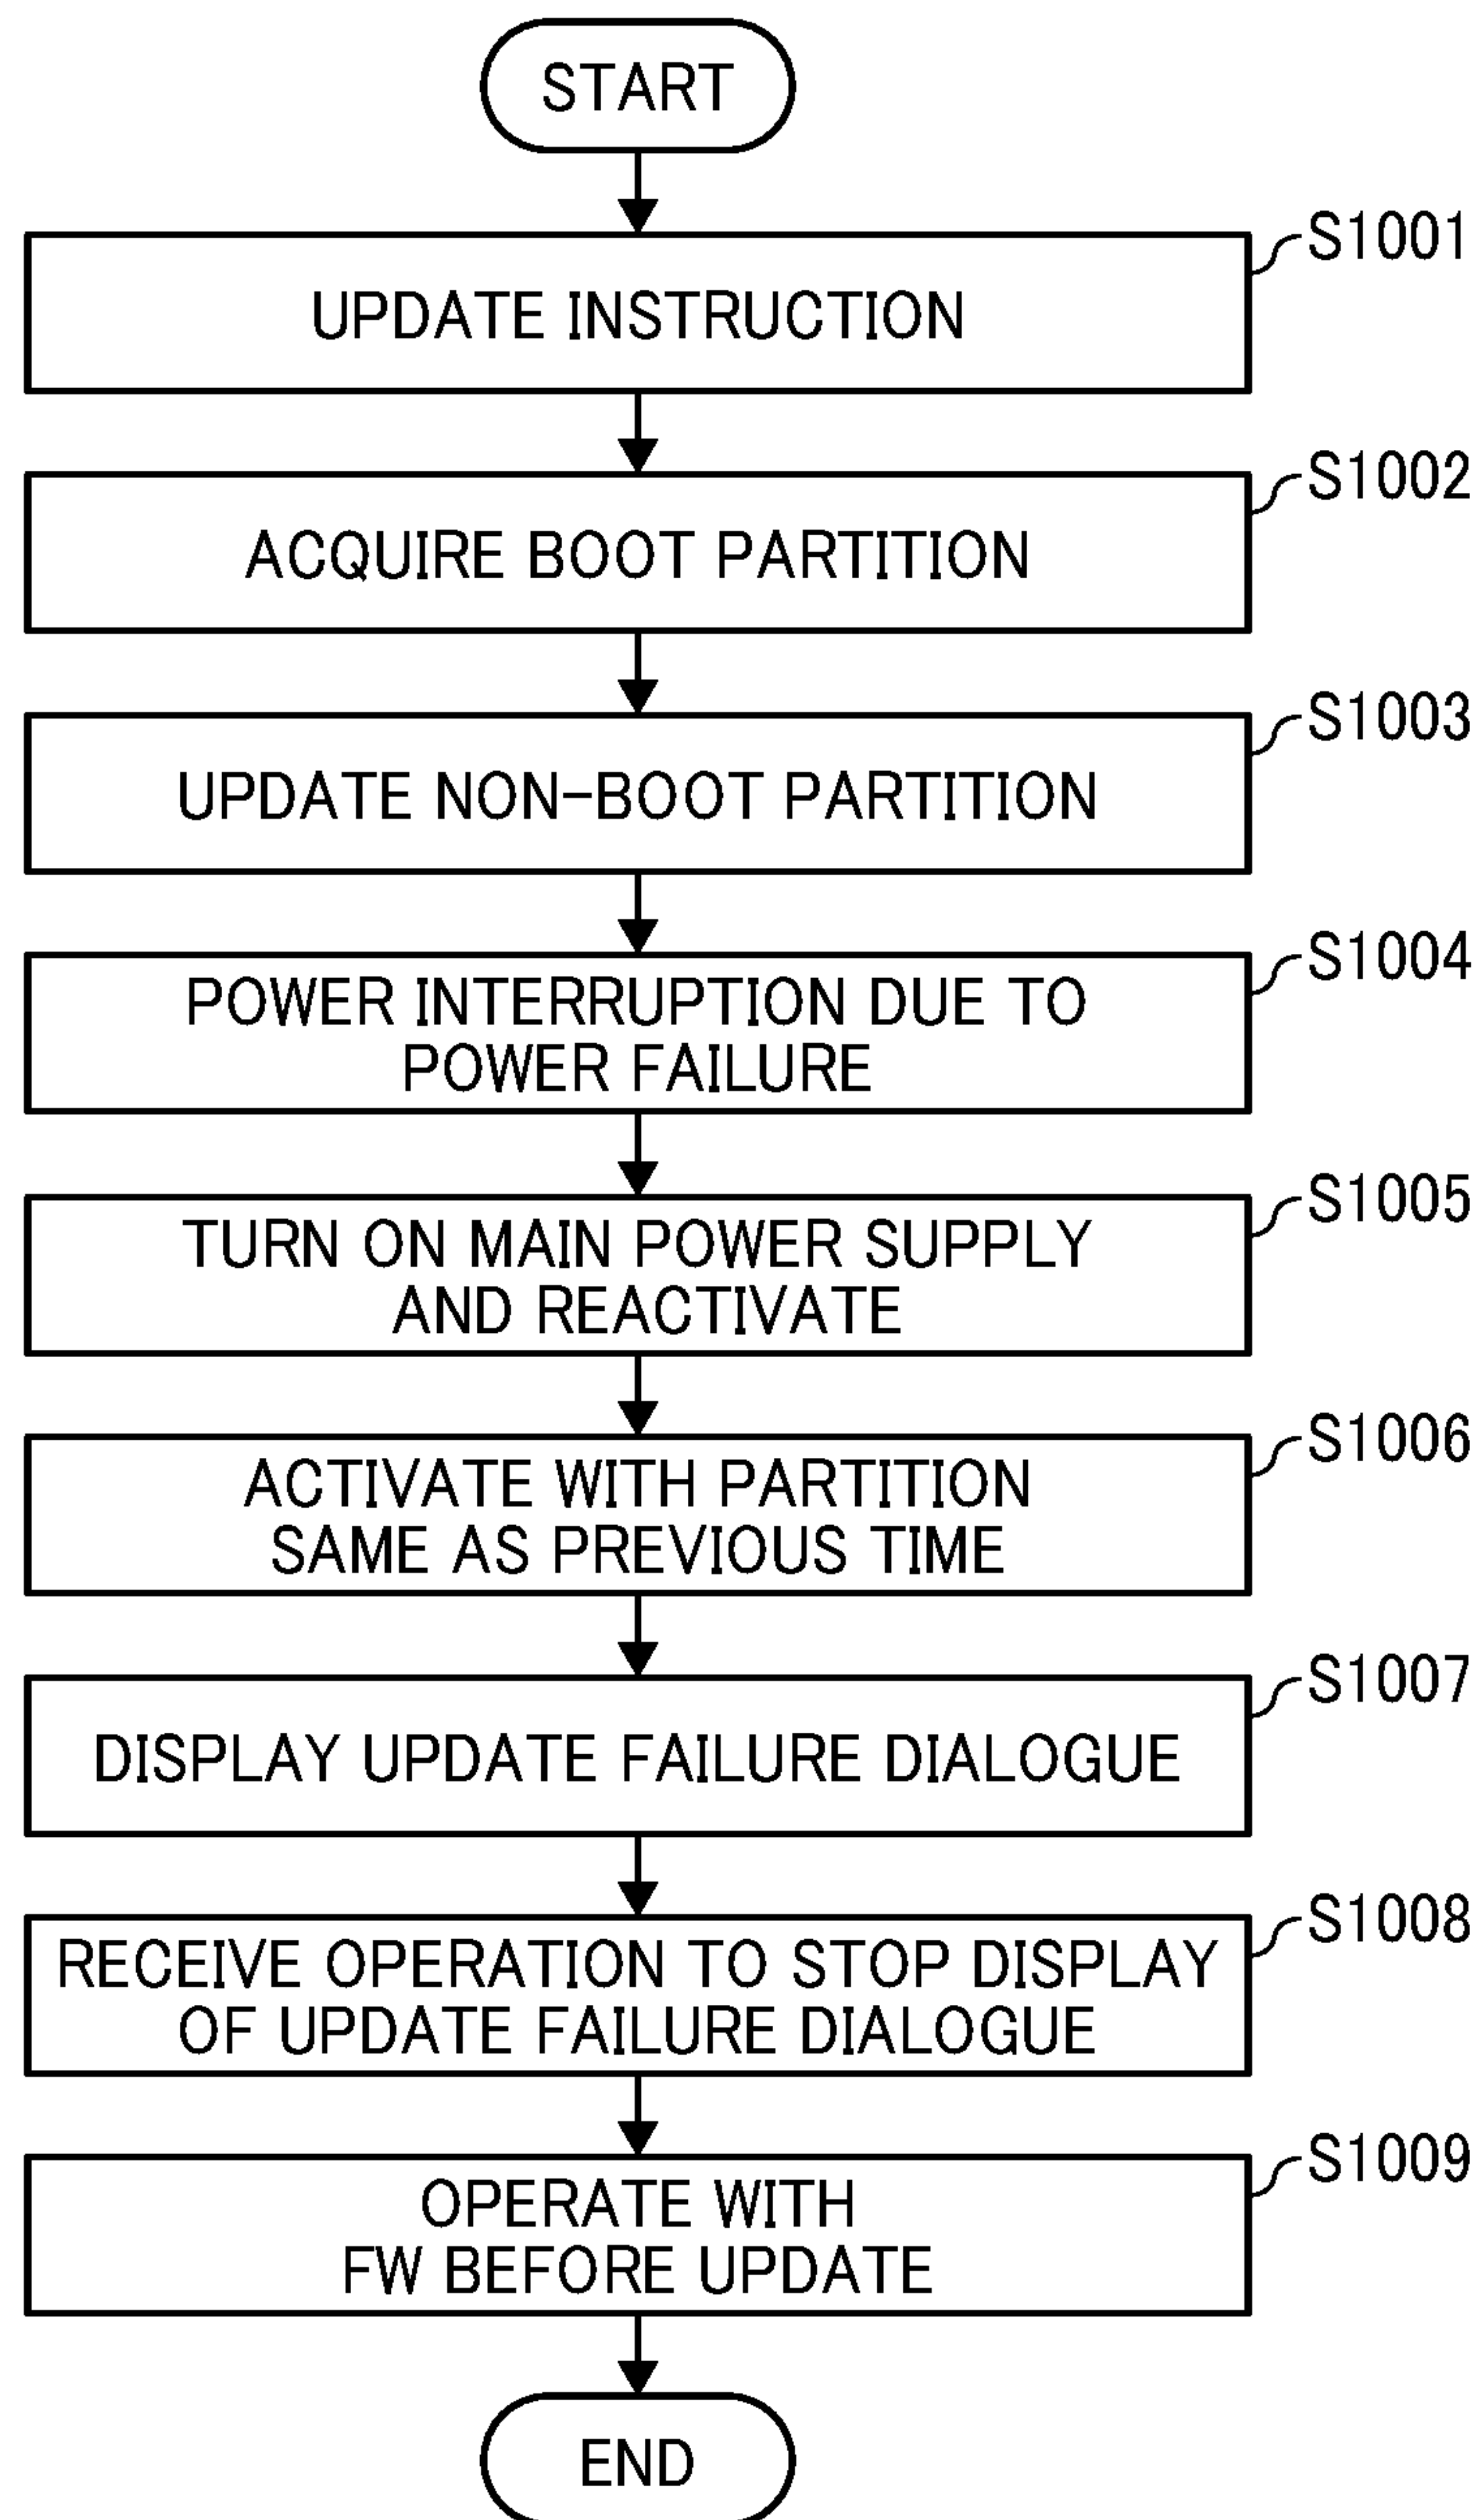 START
S1001
UPDATE INSTRUCTION
S1002
ACQUIRE BOOT PARTITION
S1003
UPDATE NON-BOOT PARTITION
S1004
POWER INTERRUPTION DUE TO
POWER FAILURE
S1005
TURN ON MAIN POWER SUPPLY
AND REACTIVATE
S1006
ACTIVATE WITH PARTITION
SAME AS PREVIOUS TIME
S1007
DISPLAY UPDATE FAILURE DIALOGUE
S1008
RECEIVE OPERATION TO STOP DISPLAY
OF UPDATE FAILURE DIALOGUE
S1009
OPERATE WITH
FW BEFORE UPDATE
END